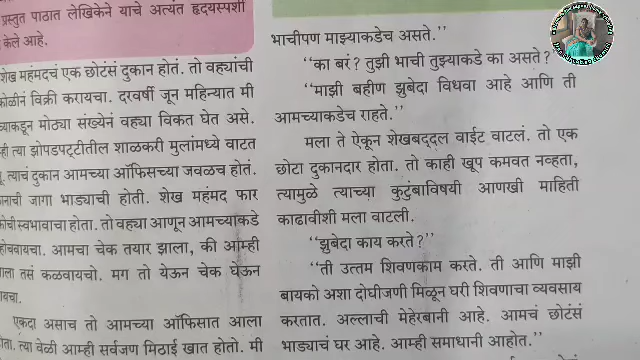 प्रस्तुत पाठात लेखिकेने याचे अत्यंत हृदयस्पर्शी
केले आहे.
शेख महंमदचं एक छोटंसं दुकान होतं. तो वह्यांची
विक्री करायचा. दरवर्षी जून महिन्यात मी
मोठ्या संख्येनं वह्या विकत घेत असे.
त्या झोपडपट्टीतील शाळकरी मुलांमध्ये वाटत
त्याचं दुकान आमच्या ऑफिसच्या जवळच होतं.
जागा भाड्याची होती. शेख महंमद फार
होता. तो वह्या आणून आमच्याकडे
आमचा चेक तयार झाला, की आम्ही
तसं कळवायचो. मग तो येऊन चेक घेऊन
एकदा असाच तो आमच्या ऑफिसात आला
त्या वेळी आम्ही सर्वजण मिठाई खात होतो. मी
भाचीपण माझ्याकडेच असते.’’
‘‘का बरं? तुझी भाची तुझ्याकडे का असते?’’
‘‘माझी बहीण झुबेदा विधवा आहे आणि ती
आमच्याकडेच राहते.’’
मला ते ऐकून शेखबद्दल वाईट वाटलं. तो एक
छोटा दुकानदार होता. तो काही खूप कमवत नव्हता,
त्यामुळे त्याच्या कुटुंबाविषयी आणखी माहिती
काढावीशी मला वाटली.
‘‘झुबेदा काय करते?’’
‘‘ती उत्तम शिवणकाम करते. ती आणि माझी
बायको अशा दोघीजणी मिळून घरी शिवणाचा व्यवसाय
करतात. अल्लाची मेहेरबानी आहे. आमचं छोटंसं
भाड्याचं घर आहे. आम्ही समाधानी आहोत.’’